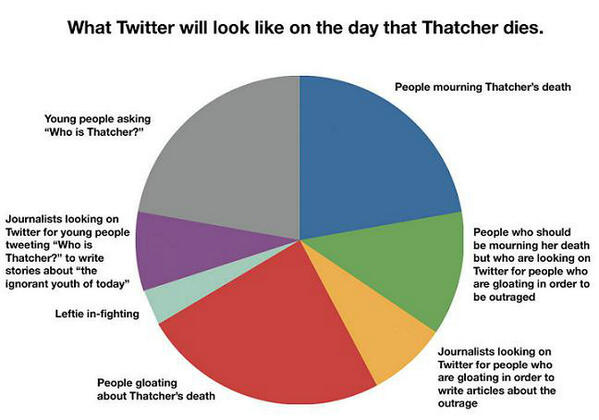 What Twitter will look like on the day that Thatcher dies.
People mourning Thatcher's death
Young people asking
“Who is Thatcher?”
Journalists looking on
Twitter for young people
tweeting “Who is
Thatcher?” to write
stories about “the
ignorant youth of today”
People who should
be mourning her death
but who are looking on
Twitter for people who
are gloating in order to
be outraged
Leftie in-fighting
Journalists looking on
Twitter for people who
are gloating in order to
write articles about the
outrage
People gloating
about Thatcher's death